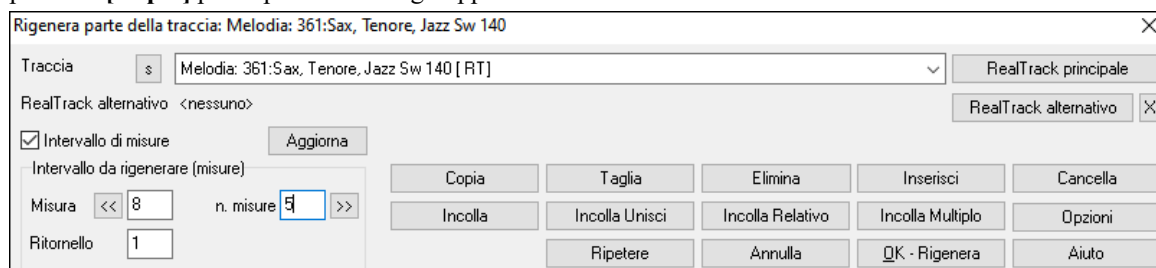 Rigenera parte della traccia: Melodia: 361:Sax, Tenore, Jazz Sw 140
Traccia s Melodia: 361:Sax, Tenore, Jazz Sw 140 [ RT] RealTrack principale
RealTrack alternativo <nessuno> RealTrack alternativo X
Intervallo di misure Aggiorna
Intervallo da rigenerare (misure)
Copia Taglia Elimina Inserisci Cancella
Misura << 8 n. misure 5 >>
Incolla Incolla Unisci Incolla Relativo Incolla Multiplo Opzioni
Ritornello 1
Ripetere Annulla OK - Rigenera Aiuto